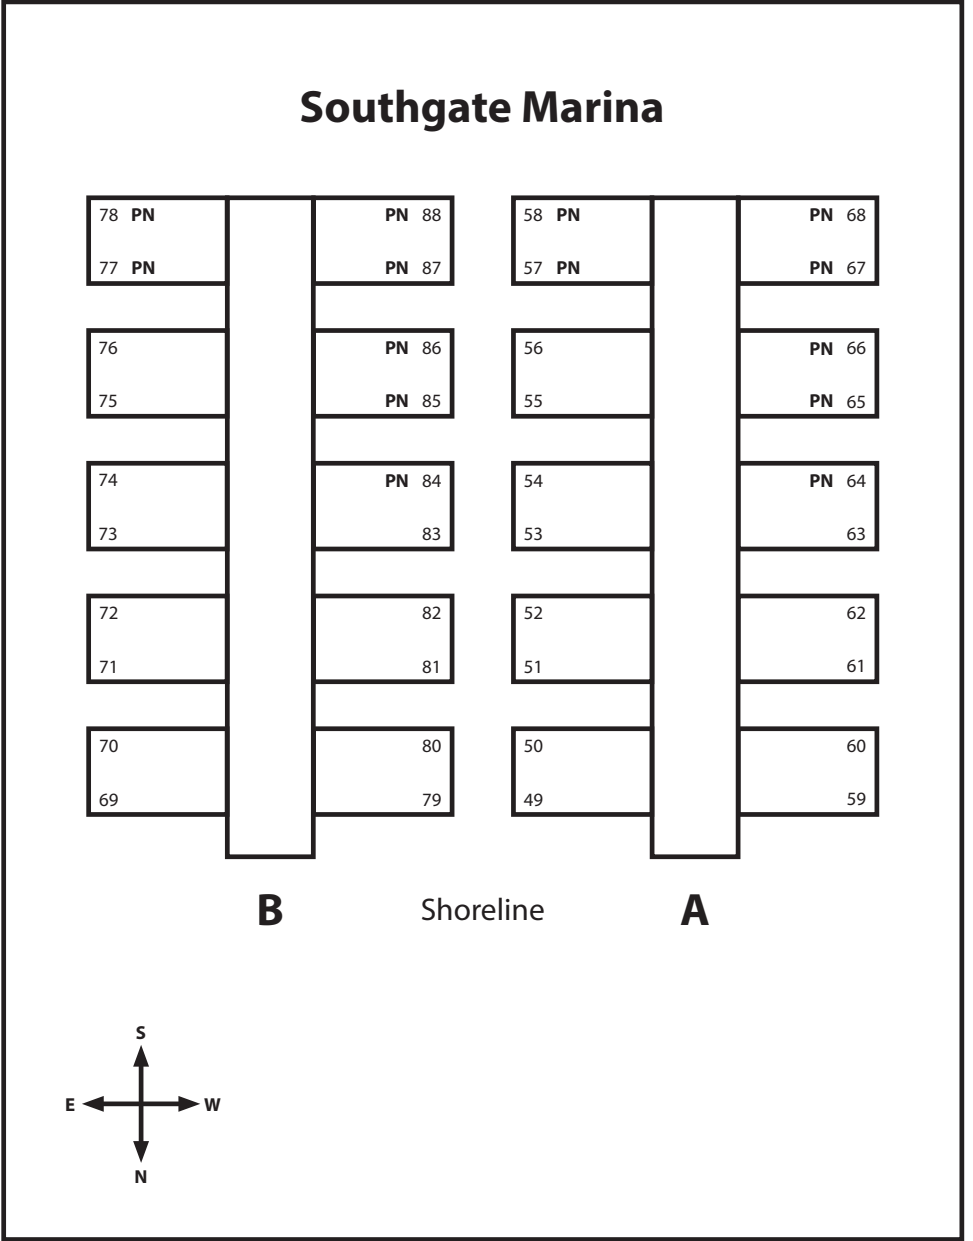 Southgate Marina
78 PN PN 88 58 PN PN 68
77 PN PN 87 57 PN PN 67
76 PN 86 56 PN 66
75 PN 85 55 PN 65
74 PN 84 54 PN 64
73 83 53 63
72 82 52 62
71 81 51 61
70 80 50 60
69 79 49 59
B Shoreline A
S
E W
N